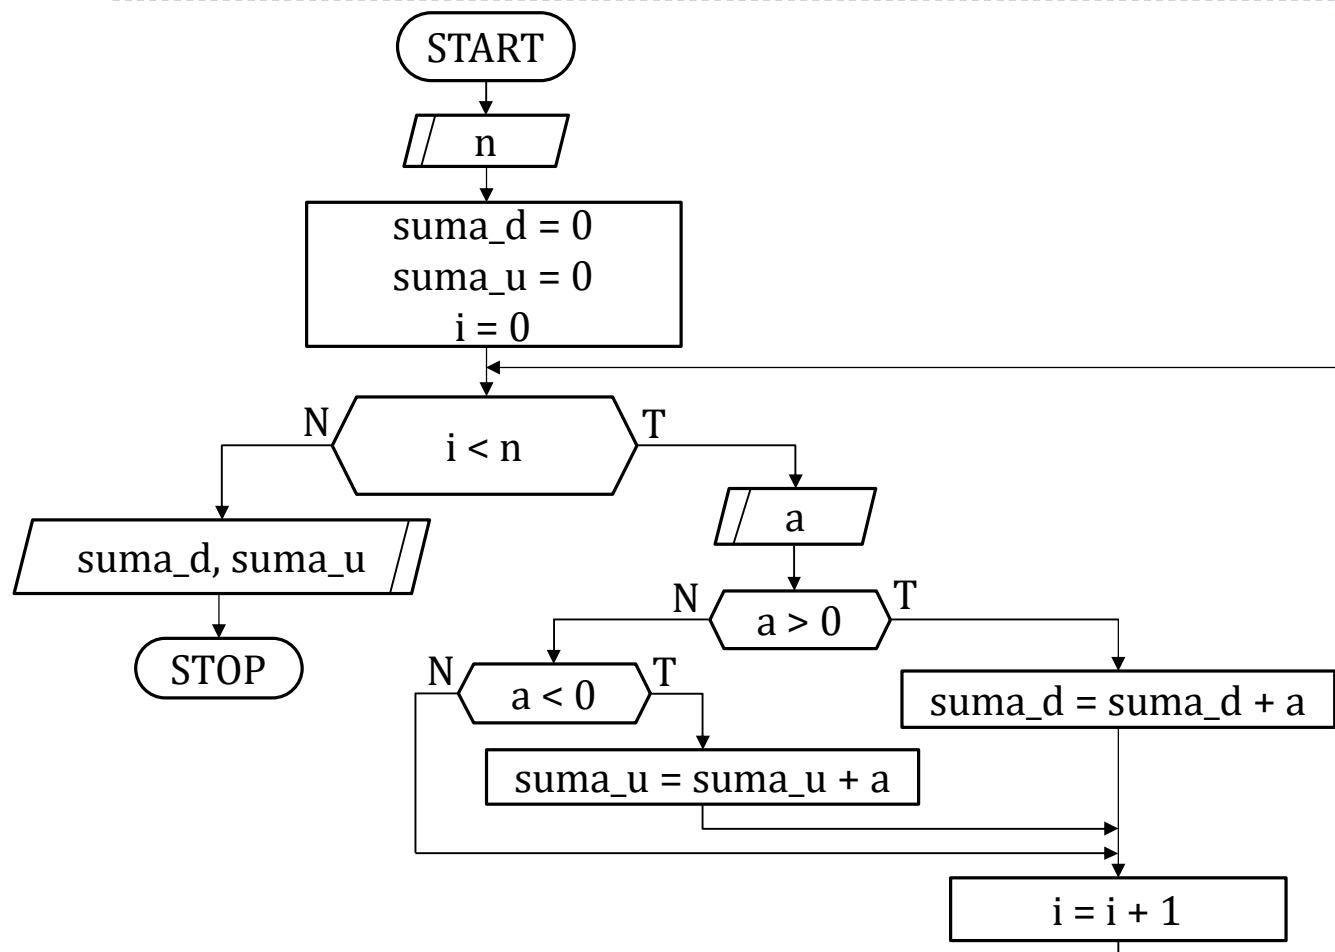 START
n
suma_d = 0
suma_u = 0
i = 0
N
T
i < n
a
suma_d, suma_u
N
T
a > 0
STOP
N
T
a < 0
suma_d = suma_d + a
suma_u = suma_u + a
i = i + 1